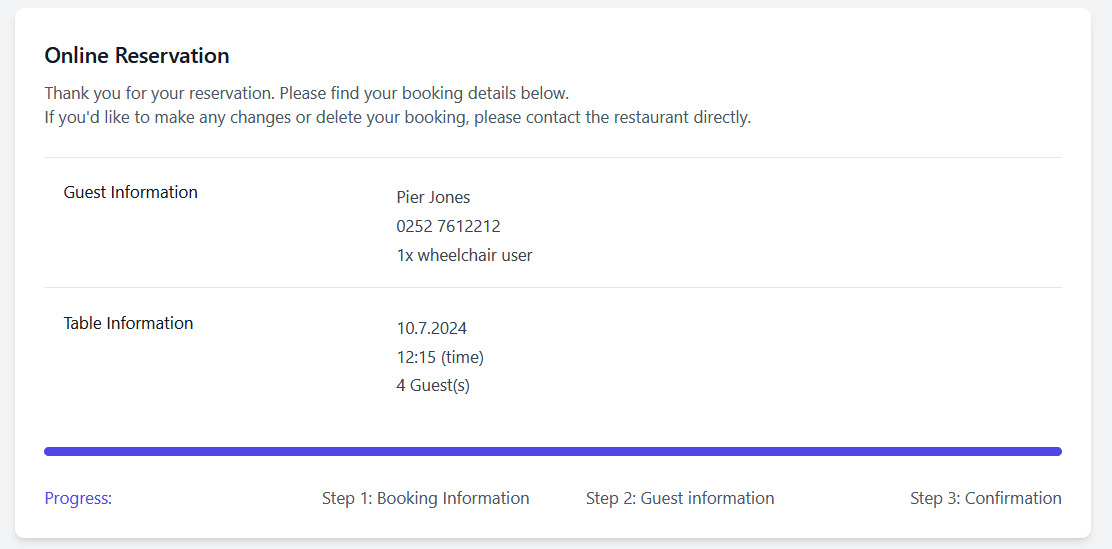 Online Reservation
Thank you for your reservation. Please find your booking details below.
If you'd like to make any changes or delete your booking, please contact the restaurant directly.
Guest Information
Pier Jones
0252 7612212
1x wheelchair user
Table Information
10.7.2024
12:15 (time)
4 Guest(s)
Progress:
Step 1: Booking Information
Step 2: Guest information
Step 3: Confirmation